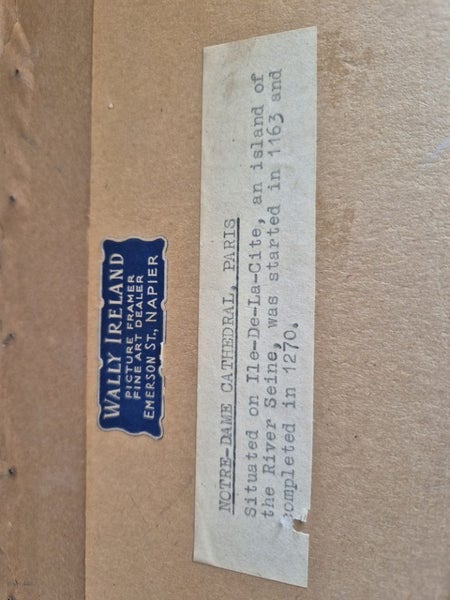 WALLY IRELAND
PICTURE FRAMER
FINE ART DEALER
EMERSON ST., NAPIER
NOTRE-DAME CATHEDRAL, PARIS
Situated on Ile-De-La-Cite, an island of
the River Seine, was started in 1163 and
completed in 1270.